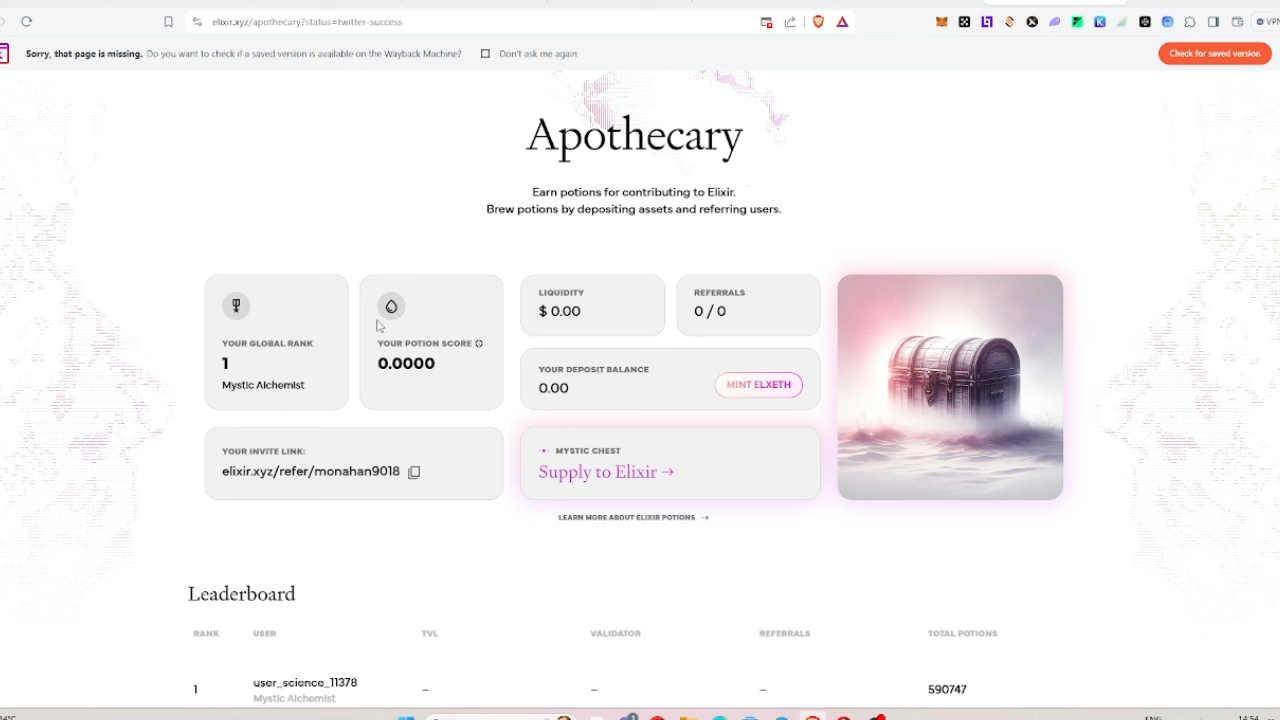 elixir.xyz/apothecary?status=twitter-success
VPN
Sorry, that page is missing. Do you want to check if a saved version is available on the Wayback Machine?
Don't ask me again
Check for saved version
Apothecary
Earn potions for contributing to Elixir.
Brew potions by depositing assets and referring users.
$ 0.00
REFERRALS
0 / 0
YOUR GLOBAL RANK
1
Mystic Alchemist
YOUR POTION
0.0000
YOUR DEPOSIT BALANCE
0.00
MINT ELXETH
YOUR INVITE LINK:
elixir.xyz/refer/monahan9018
MYSTIC CHEST
Supply to Elixir →
LEARN MORE ABOUT ELIXIR POTIONS →
Leaderboard
RANK USER TVL VALIDATOR REFERRALS TOTAL POTIONS
1 user_science_11378 – – – 590747
Mystic Alchemist